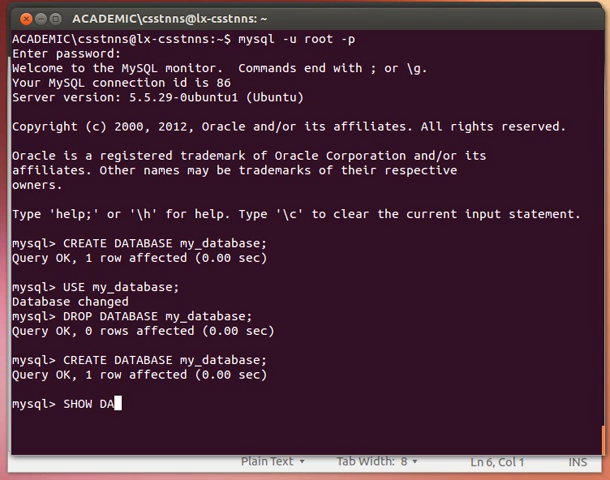 ACADEMIC\csstnns@lx-csstnns: ~
ACADEMIC\csstnns@lx-csstnns:~$ mysql -u root -p
Enter password:
Welcome to the MySQL monitor.  Commands end with ; or \g.
Your MySQL connection id is 86
Server version: 5.5.29-0ubuntu1 (Ubuntu)
Copyright (c) 2000, 2012, Oracle and/or its affiliates. All rights reserved.
Oracle is a registered trademark of Oracle Corporation and/or its
affiliates. Other names may be trademarks of their respective
owners.
Type 'help;' or '\h' for help. Type '\c' to clear the current input statement.
mysql> CREATE DATABASE my_database;
Query OK, 1 row affected (0.00 sec)
mysql> USE my_database;
Database changed
mysql> DROP DATABASE my_database;
Query OK, 0 rows affected (0.00 sec)
mysql> CREATE DATABASE my_database;
Query OK, 1 row affected (0.00 sec)
mysql> SHOW DA
Plain Text Tab Width: 8 Ln 6, Col 1 INS